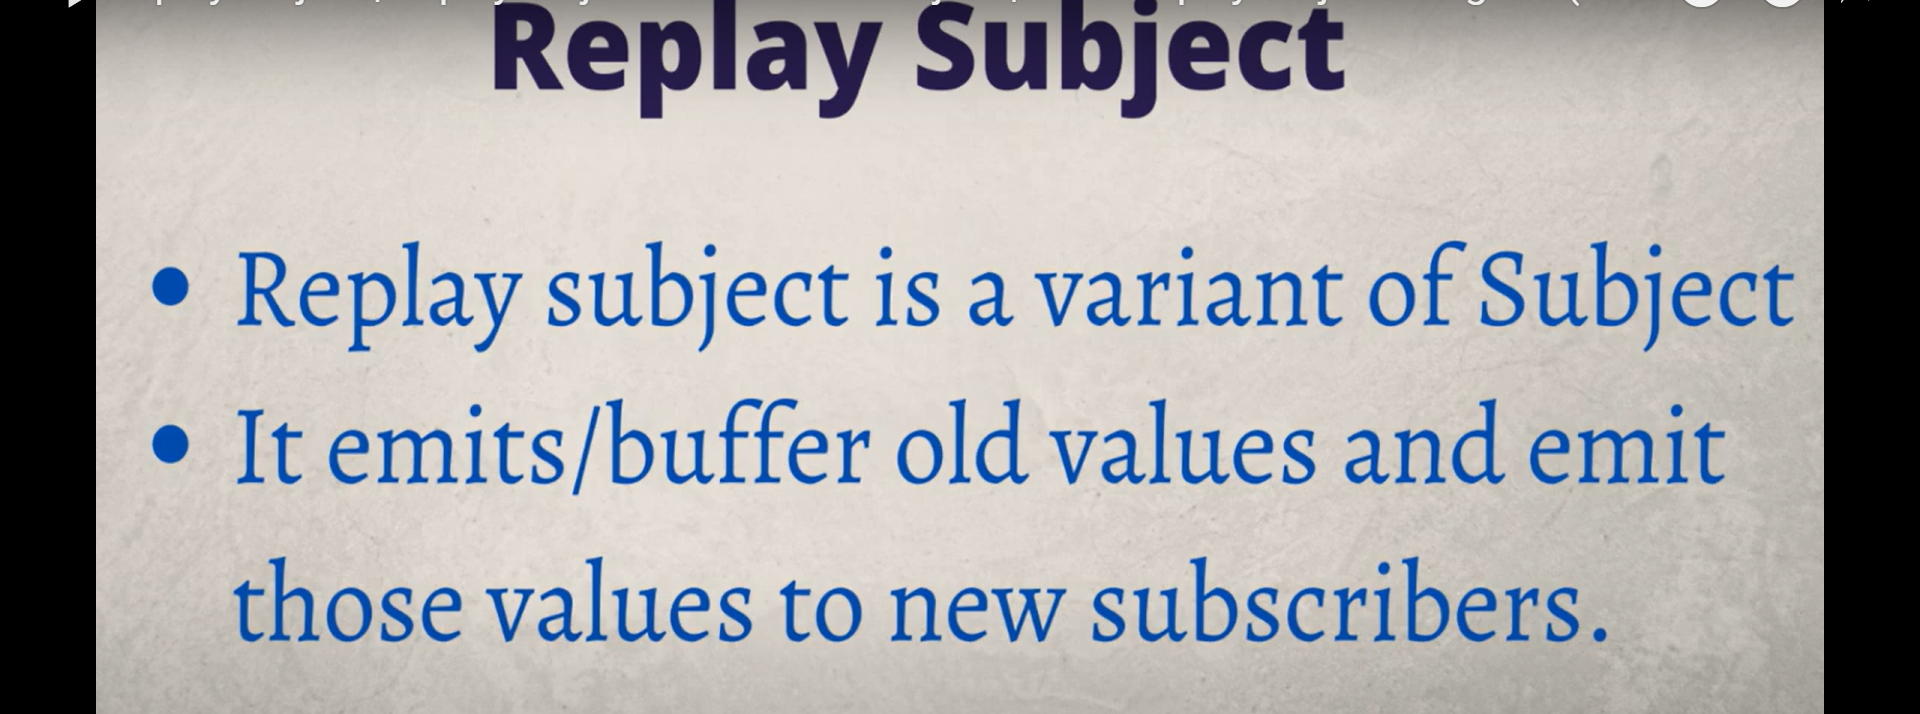 Replay Subject
• Replay subject is a variant of Subject
• It emits/buffer old values and emit
those values to new subscribers.